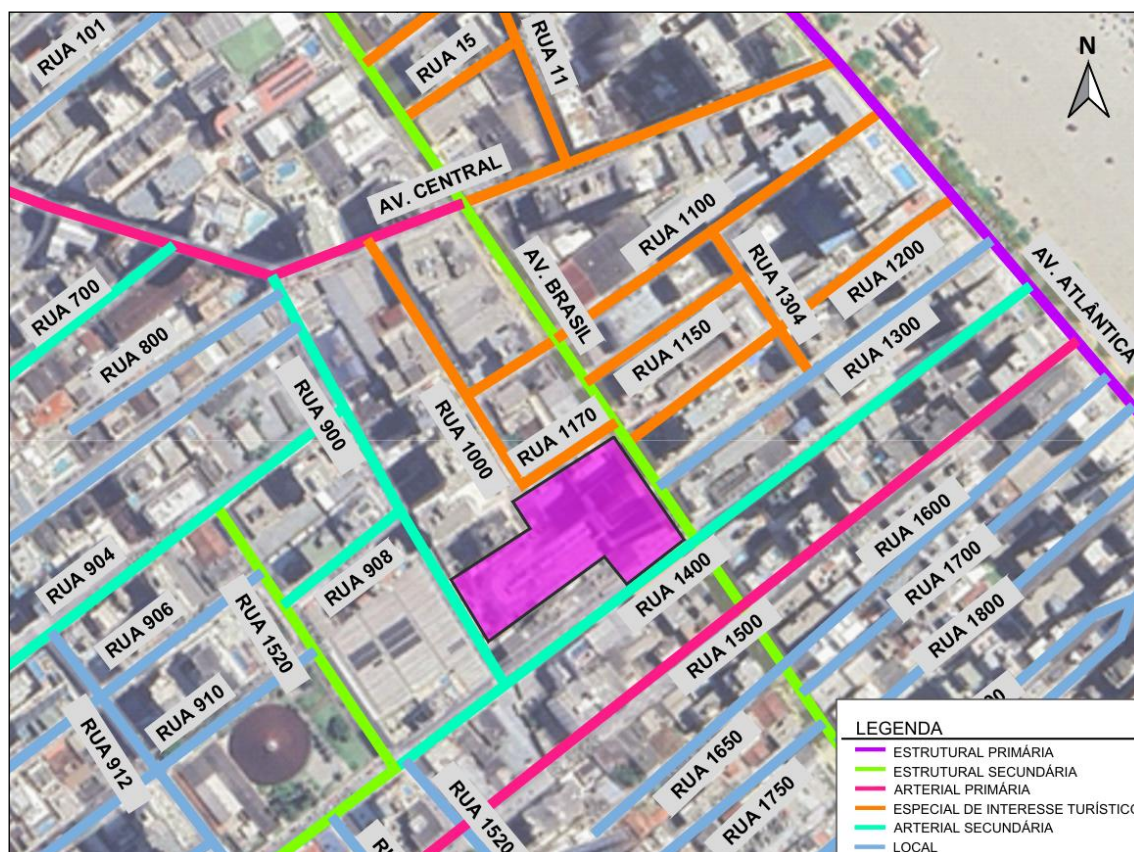 RUA 101
RUA 15
RUA 11
N
AV. CENTRAL
RUA 1100
RUA 700
RUA 800
AV. BRASIL
RUA 1304
RUA 1200
AV. ATLÂNTICA
RUA 1150
RUA 1300
RUA 900
RUA 1000
RUA 1170
RUA 904
RUA 908
RUA 1400
RUA 1600
RUA 906
RUA 1520
RUA 1500
RUA 1700
RUA 1800
RUA 910
RUA 912
RUA 1650
RUA 1750
RUA 1520
LEGENDA
ESTRUTURAL PRIMÁRIA
ESTRUTURAL SECUNDÁRIA
ARTERIAL PRIMÁRIA
ESPECIAL DE INTERESSE TURÍSTICO
ARTERIAL SECUNDÁRIA
LOCAL